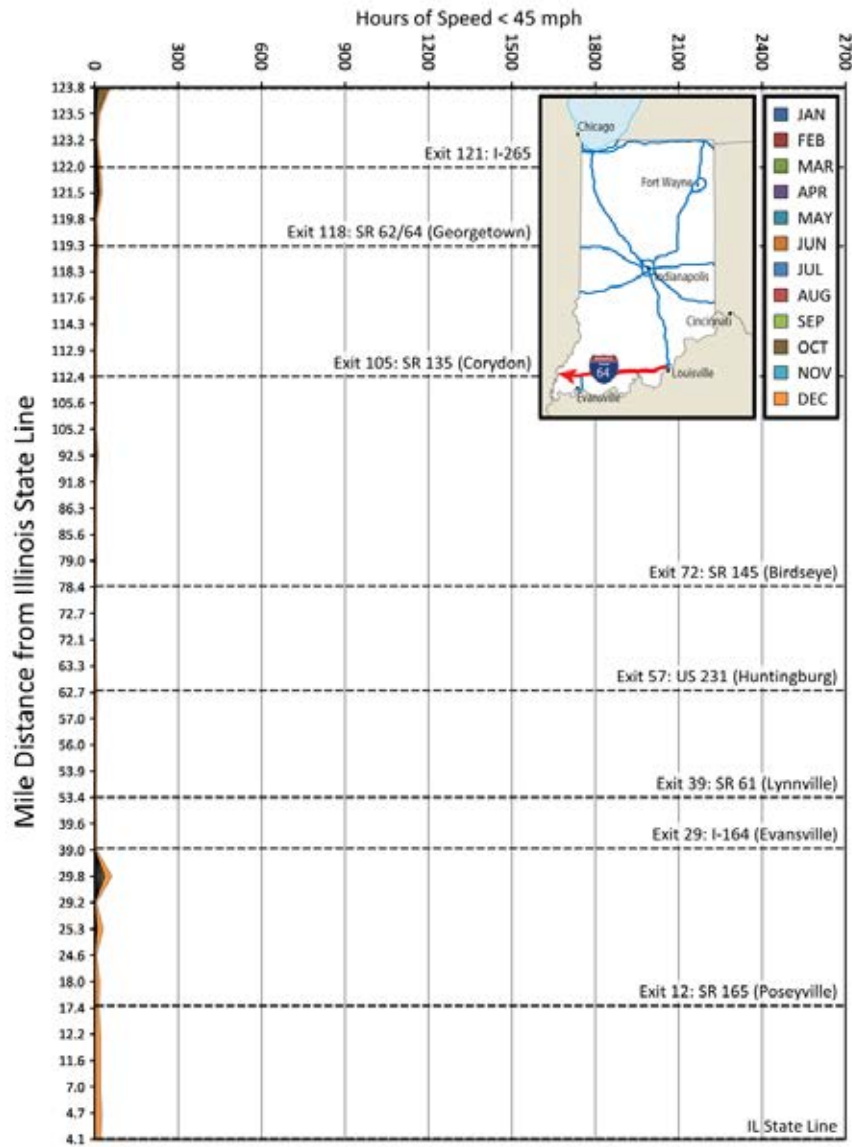 Hours of Speed < 45 mph
0 300 600 900 1200 1500 1800 2100 2400 2700
Mile Distance from Illinois State Line
123.8
123.5
123.2
122.0
121.5
119.8
119.3
118.3
117.6
114.3
112.9
112.4
105.6
105.2
92.5
91.8
86.3
85.6
79.0
78.4
72.7
72.1
63.3
62.7
57.0
56.0
53.9
53.4
39.6
39.0
29.8
29.2
25.3
24.6
18.0
17.4
12.2
11.6
7.0
4.7
4.1
Exit 121: I-265
Exit 118: SR 62/64 (Georgetown)
Exit 105: SR 135 (Corydon)
Exit 72: SR 145 (Birdseye)
Exit 57: US 231 (Huntingburg)
Exit 39: SR 61 (Lynnville)
Exit 29: I-164 (Evansville)
Exit 12: SR 165 (Poseyville)
IL State Line
Chicago
Fort Wayne
Indianapolis
Cincinnati
Louisville
64
Evansville
JAN
FEB
MAR
APR
MAY
JUN
JUL
AUG
SEP
OCT
NOV
DEC